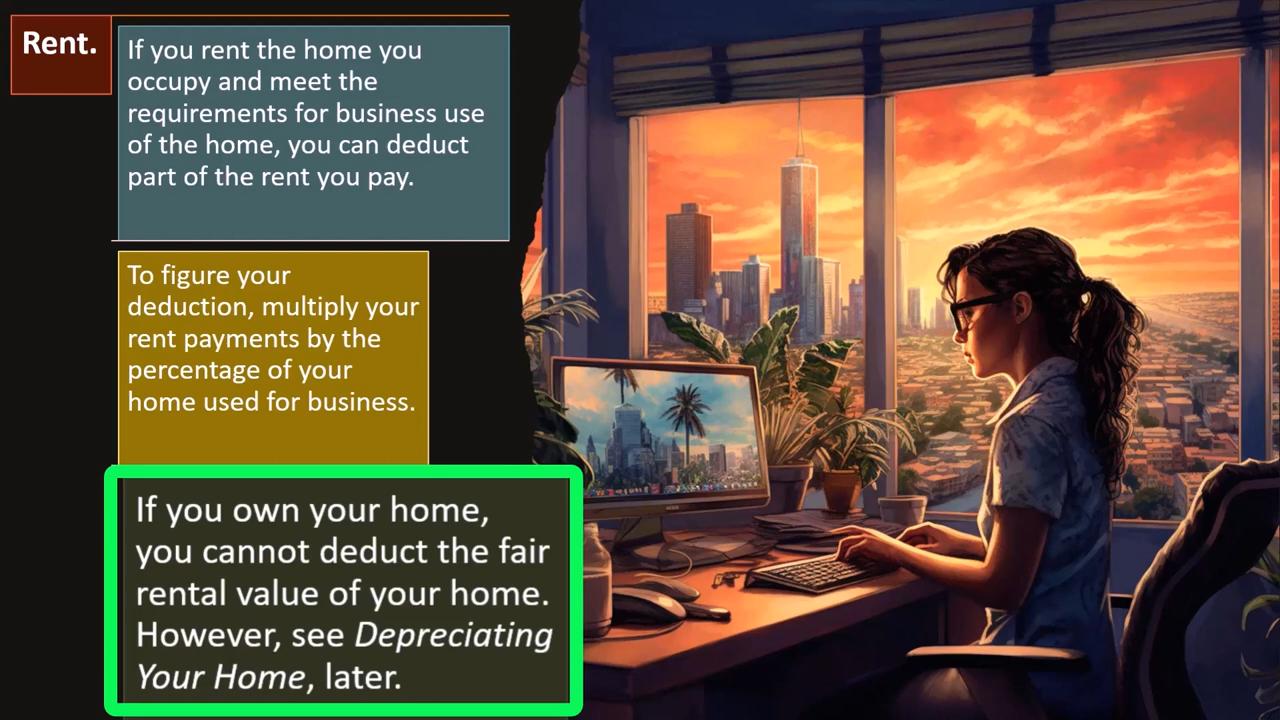 Rent.
If you rent the home you
occupy and meet the
requirements for business use
of the home, you can deduct
part of the rent you pay.
To figure your
deduction, multiply your
rent payments by the
percentage of your
home used for business.
If you own your home,
you cannot deduct the fair
rental value of your home.
However, see Depreciating
Your Home, later.